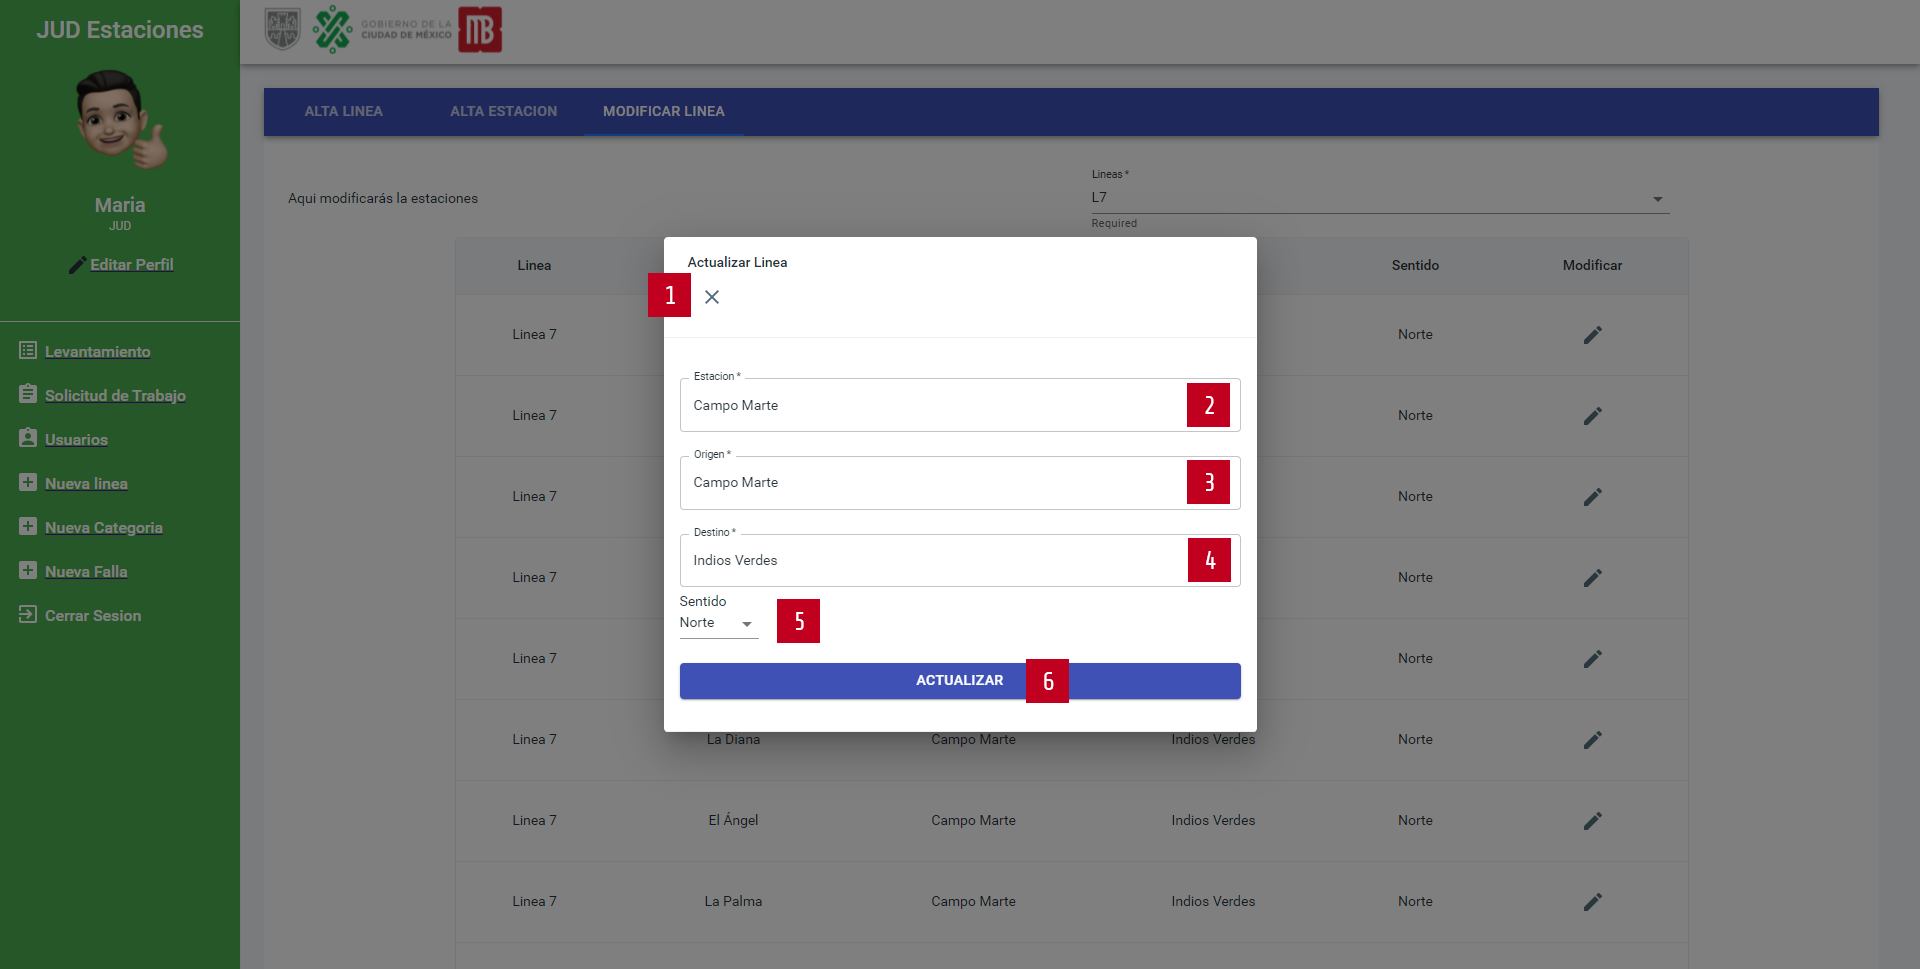 JUD Estaciones
Maria
JUD
Editar Perfil
Levantamiento
Solicitud de Trabajo
Usuarios
Nueva linea
Nueva Categoria
Nueva Falla
Cerrar Sesion
GOBIERNO DE LA
CIUDAD DE MÉXICO
MB
ALTA LINEA ALTA ESTACION MODIFICAR LINEA
Aqui modificarás la estaciones
Lineas *
L7
Required
Linea Sentido Modificar
Linea 7 Norte
Linea 7 Norte
Linea 7 Norte
Linea 7 Norte
Linea 7 Norte
Linea 7 La Diana Campo Marte Indios Verdes Norte
Linea 7 El Ángel Campo Marte Indios Verdes Norte
Linea 7 La Palma Campo Marte Indios Verdes Norte
Actualizar Linea
1
Estacion *
Campo Marte 2
Origen *
Campo Marte 3
Destino *
Indios Verdes 4
Sentido
Norte 5
ACTUALIZAR 6